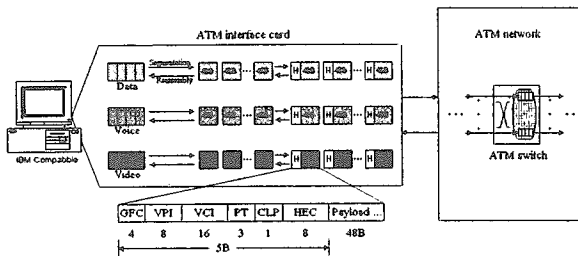 ATM interface card
ATM network
Segmentation
Reassembly
Data
H H H
Voice
H H H
Video
H H H
IBM Compatible
ATM switch
GFC VPI VCI PT CLP HEC Payload ...
4 8 16 3 1 8 48B
5B